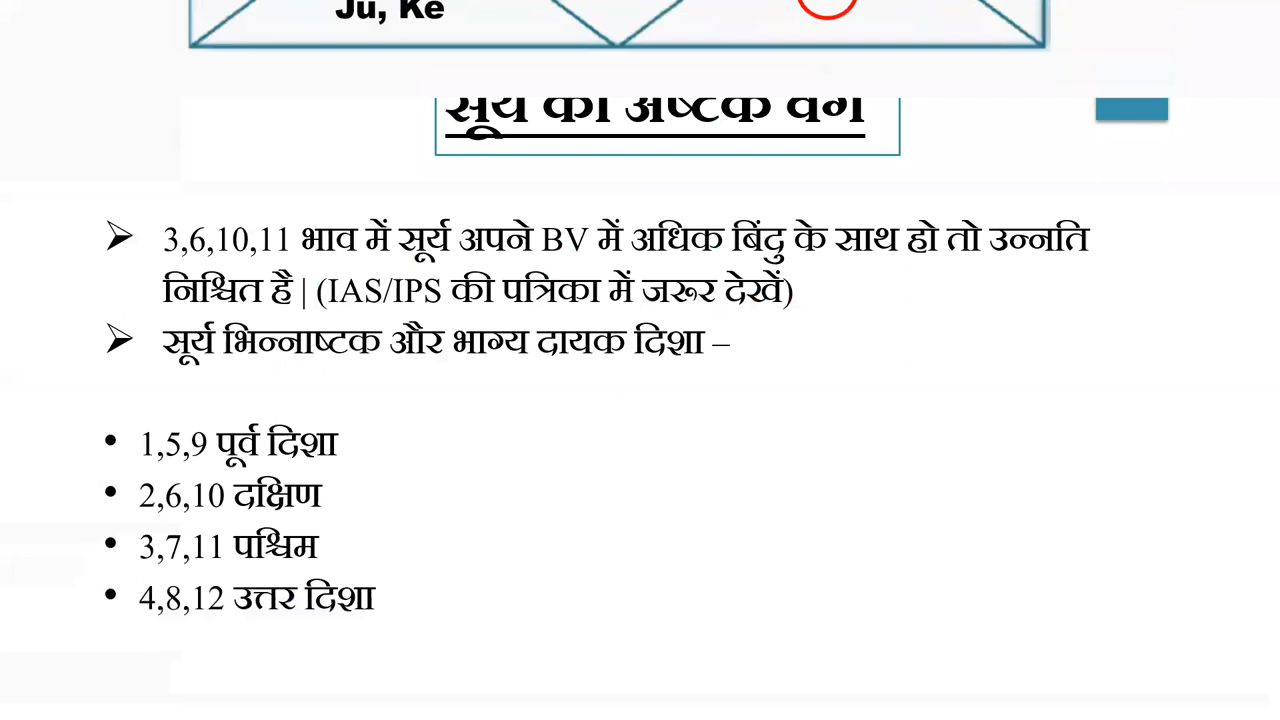 Ju, Ke
सूर्य का अष्टक वर्ग
➢ 3,6,10,11 भाव में सूर्य अपने BV में अधिक बिंदु के साथ हो तो उन्नति
निश्चित है | (IAS/IPS की पत्रिका में जरूर देखें)
➢ सूर्य भिन्नाष्टक और भाग्य दायक दिशा –
• 1,5,9 पूर्व दिशा
• 2,6,10 दक्षिण
• 3,7,11 पश्चिम
• 4,8,12 उत्तर दिशा